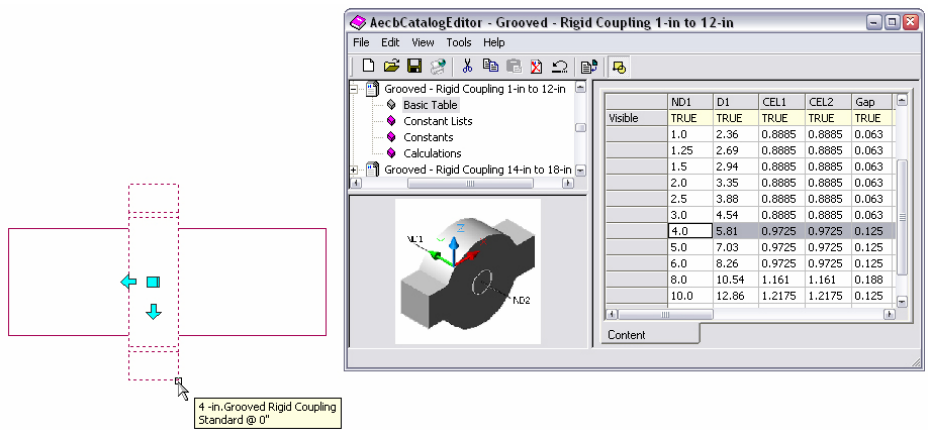 AecbCatalogEditor - Grooved - Rigid Coupling 1-in to 12-in
File Edit View Tools Help
Grooved - Rigid Coupling 1-in to 12-in
Basic Table
Constant Lists
Constants
Calculations
Grooved - Rigid Coupling 14-in to 18-in
ND1 D1 CEL1 CEL2 Gap
Visible TRUE TRUE TRUE TRUE TRUE
1.0 2.36 0.8885 0.8885 0.063
1.25 2.69 0.8885 0.8885 0.063
1.5 2.94 0.8885 0.8885 0.063
2.0 3.35 0.8885 0.8885 0.063
2.5 3.88 0.8885 0.8885 0.063
3.0 4.54 0.8885 0.8885 0.063
4.0 5.81 0.9725 0.9725 0.125
5.0 7.03 0.9725 0.9725 0.125
6.0 8.26 0.9725 0.9725 0.125
8.0 10.54 1.161 1.161 0.188
10.0 12.86 1.2175 1.2175 0.125
Content
Z
ND1
ND2
4 -in.Grooved Rigid Coupling
Standard @ 0"